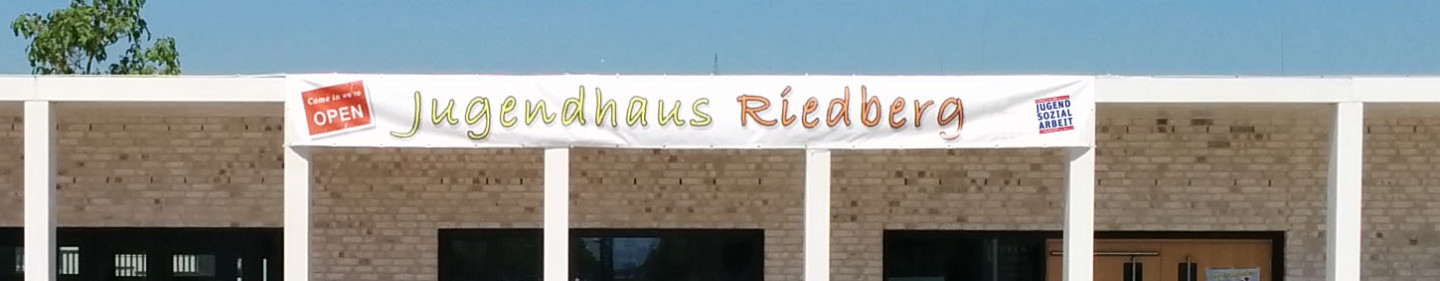 Come in we're
OPEN
Jugendhaus Riedberg
JUGEND
SOZIAL
ARBEIT